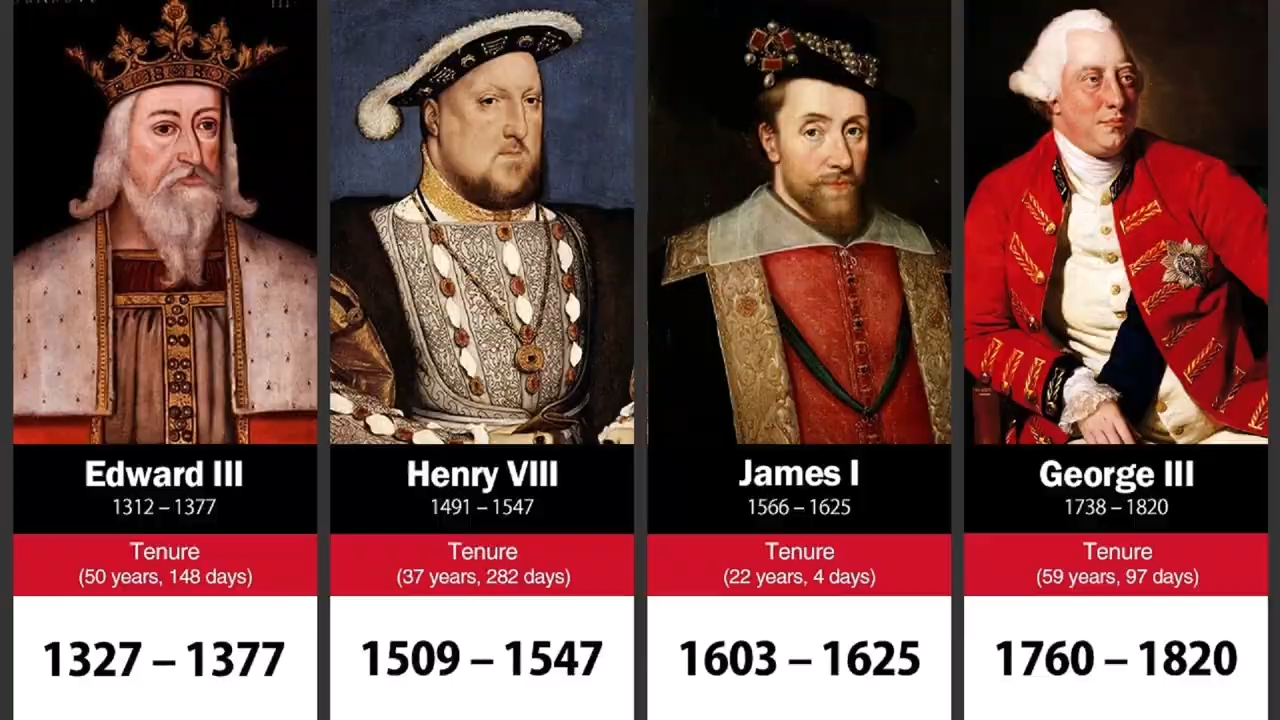 Edward III
1312 – 1377
Tenure
(50 years, 148 days)
1327 – 1377
Henry VIII
1491 – 1547
Tenure
(37 years, 282 days)
1509 – 1547
James I
1566 – 1625
Tenure
(22 years, 4 days)
1603 – 1625
George III
1738 – 1820
Tenure
(59 years, 97 days)
1760 – 1820